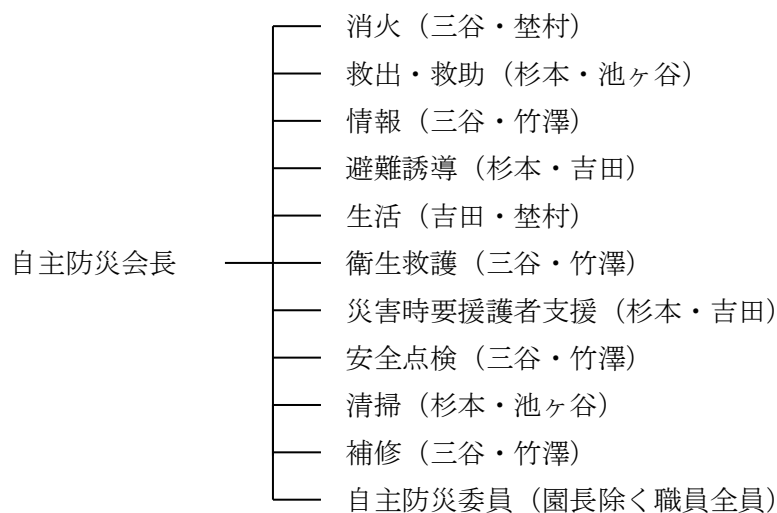 消火（三谷・埜村）
救出・救助（杉本・池ヶ谷）
情報（三谷・竹澤）
避難誘導（杉本・吉田）
生活（吉田・埜村）
自主防災会長
衛生救護（三谷・竹澤）
災害時要援護者支援（杉本・吉田）
安全点検（三谷・竹澤）
清掃（杉本・池ヶ谷）
補修（三谷・竹澤）
自主防災委員（園長除く職員全員）